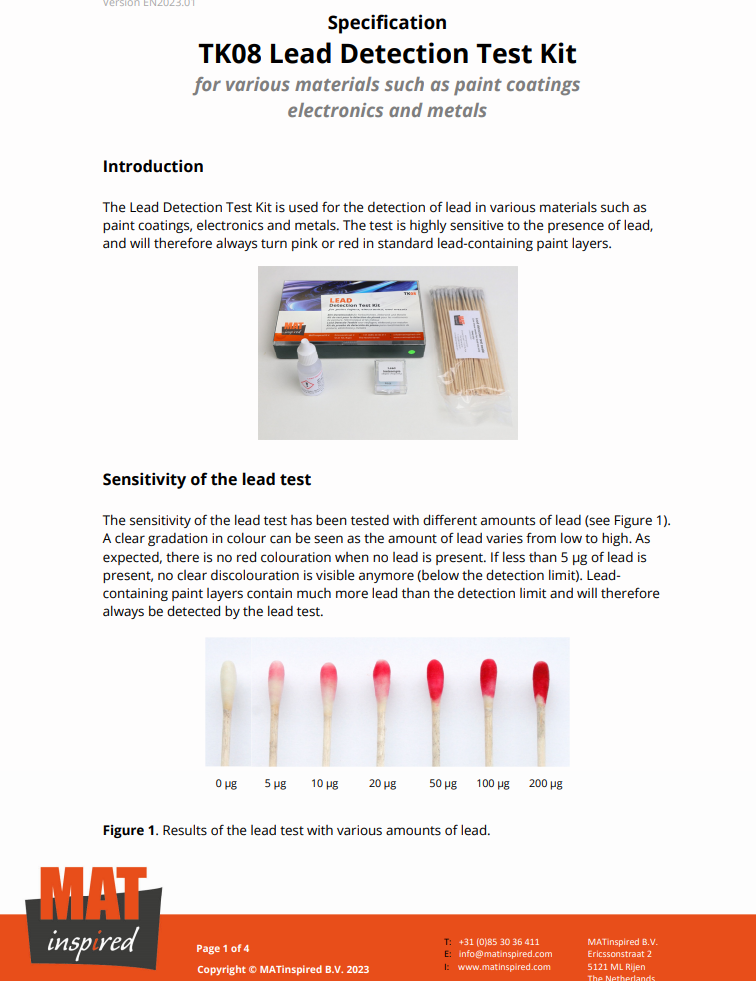 Version EN2023.01
Specification
TK08 Lead Detection Test Kit
for various materials such as paint coatings
electronics and metals
Introduction
The Lead Detection Test Kit is used for the detection of lead in various materials such as
paint coatings, electronics and metals. The test is highly sensitive to the presence of lead,
and will therefore always turn pink or red in standard lead-containing paint layers.
TK08
LEAD
Detection Test Kit
MAT
Sensitivity of the lead test
The sensitivity of the lead test has been tested with different amounts of lead (see Figure 1).
A clear gradation in colour can be seen as the amount of lead varies from low to high. As
expected, there is no red colouration when no lead is present. If less than 5 µg of lead is
present, no clear discolouration is visible anymore (below the detection limit). Lead-
containing paint layers contain much more lead than the detection limit and will therefore
always be detected by the lead test.
0 µg 5 µg 10 µg 20 µg 50 µg 100 µg 200 µg
Figure 1. Results of the lead test with various amounts of lead.
MAT
inspired
Page 1 of 4
Copyright © MATinspired B.V. 2023
T: +31 (0)85 30 36 411
E: info@matinspired.com
I: www.matinspired.com
MATinspired B.V.
Ericssonstraat 2
5121 ML Rijen
The Netherlands